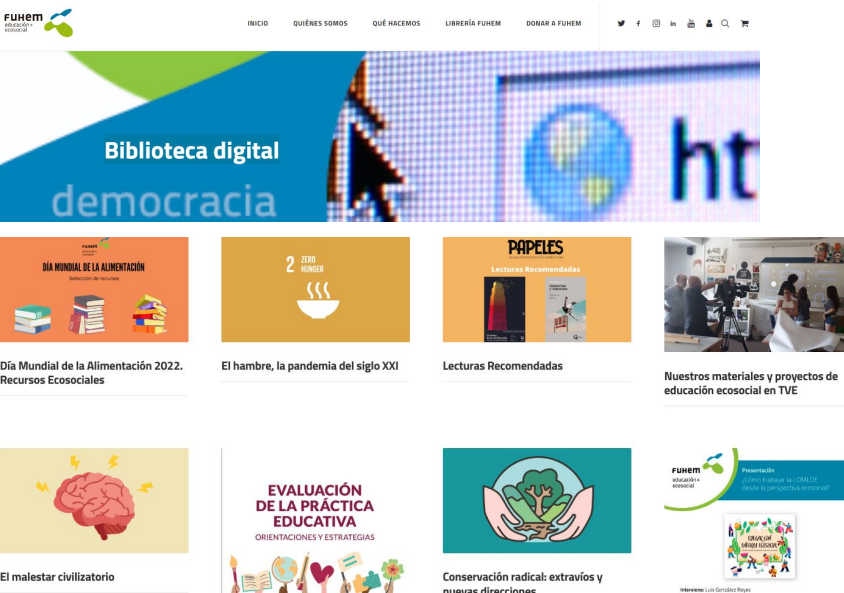 FUHEM
educación+
ecosocial
INICIO QUIÉNES SOMOS QUÉ HACEMOS LIBRERÍA FUHEM DONAR A FUHEM
Biblioteca digital
democracia
ht
FUHEM
DÍA MUNDIAL DE LA ALIMENTACIÓN
Selección de recursos
2 ZERO
HUNGER
PAPELES
Lecturas Recomendadas
Día Mundial de la Alimentación 2022.
Recursos Ecosociales
El hambre, la pandemia del siglo XXI
Lecturas Recomendadas
Nuestros materiales y proyectos de
educación ecosocial en TVE
EVALUACIÓN
DE LA PRÁCTICA
EDUCATIVA
ORIENTACIONES Y ESTRATEGIAS
FUHEM
educación+
ecosocial
Presentación
¿Cómo trabajar la LOMLOE
desde la perspectiva ecosocial?
Interviene: Luis González Reyes
El malestar civilizatorio
Conservación radical: extravíos y
nuevas direcciones